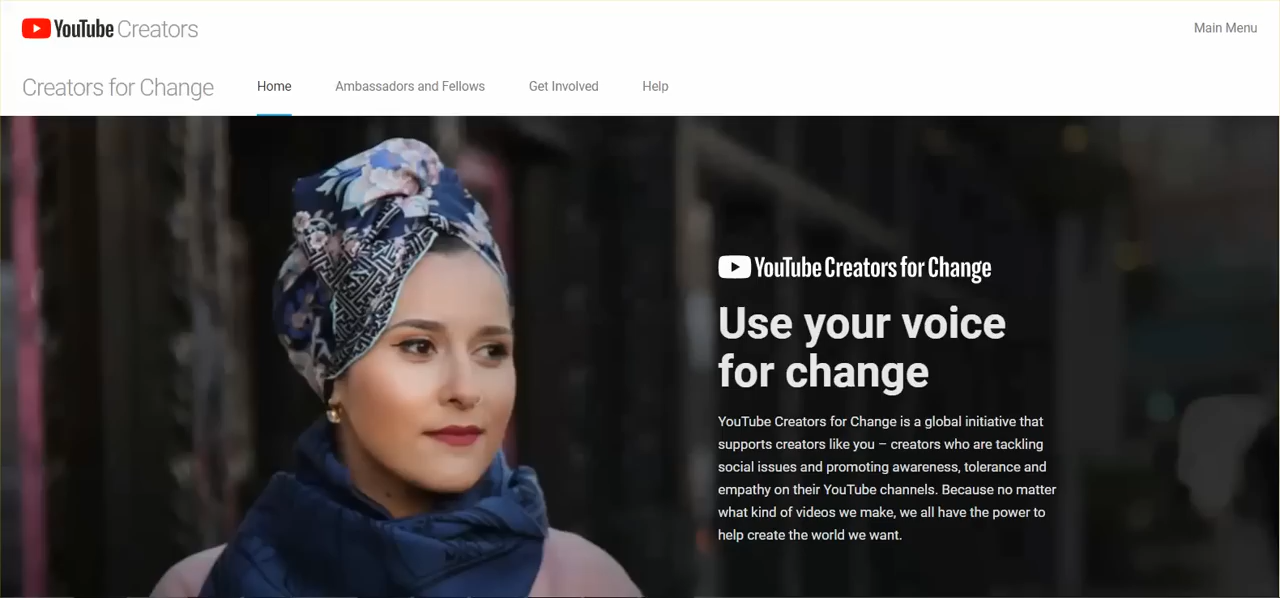 YouTube Creators
Main Menu
Creators for Change
Home
Ambassadors and Fellows
Get Involved
Help
YouTube Creators for Change
Use your voice
for change
YouTube Creators for Change is a global initiative that
supports creators like you – creators who are tackling
social issues and promoting awareness, tolerance and
empathy on their YouTube channels. Because no matter
what kind of videos we make, we all have the power to
help create the world we want.